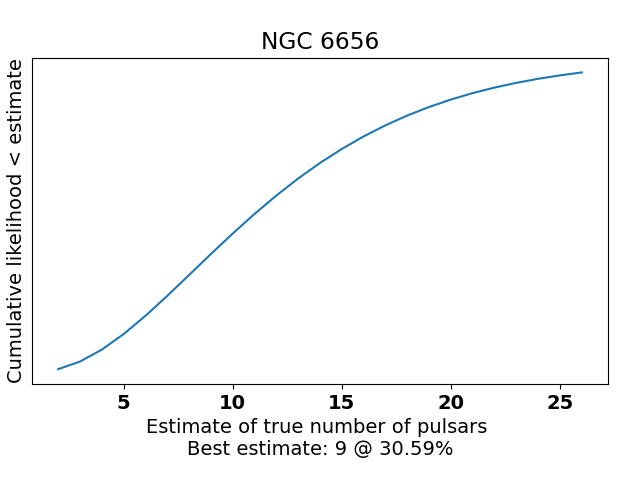 NGC 6656
Cumulative likelihood < estimate
5 10 15 20 25
Estimate of true number of pulsars
Best estimate: 9 @ 30.59%